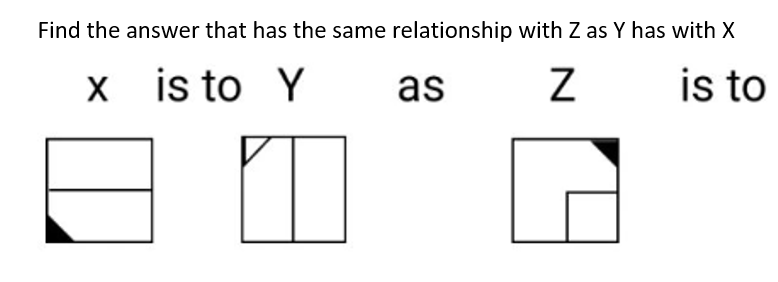 Find the answer that has the same relationship with Z as Y has with X
x is to Y as Z is to